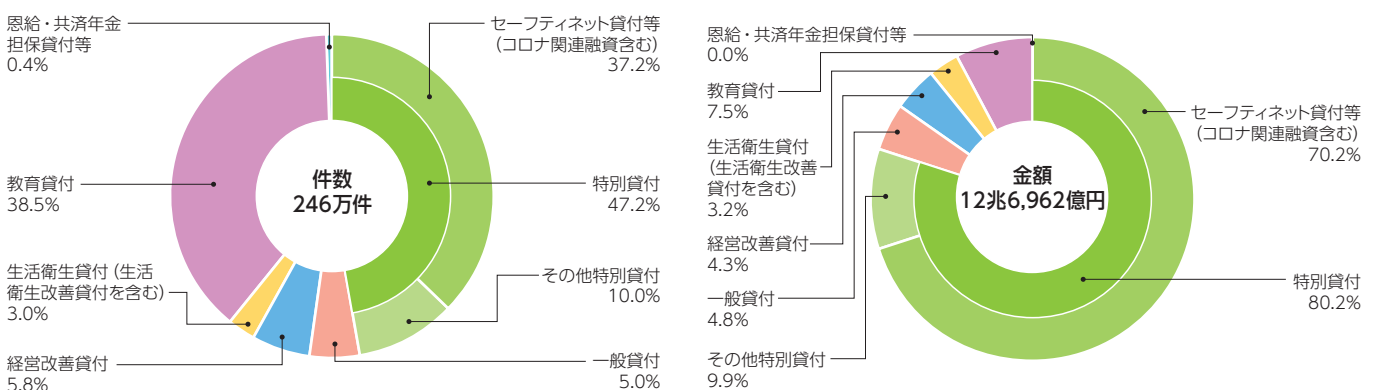 恩給・共済年金
担保貸付等
0.4%
教育貸付
38.5%
生活衛生貸付（生活
衛生改善貸付を含む）
3.0%
経営改善貸付
5.8%
件数
246万件
セーフティネット貸付等
（コロナ関連融資含む）
37.2%
特別貸付
47.2%
その他特別貸付
10.0%
一般貸付
5.0%
恩給・共済年金担保貸付等
0.0%
教育貸付
7.5%
生活衛生貸付
（生活衛生改善
貸付を含む）
3.2%
経営改善貸付
4.3%
一般貸付
4.8%
その他特別貸付
9.9%
金額
12兆6,962億円
セーフティネット貸付等
（コロナ関連融資含む）
70.2%
特別貸付
80.2%